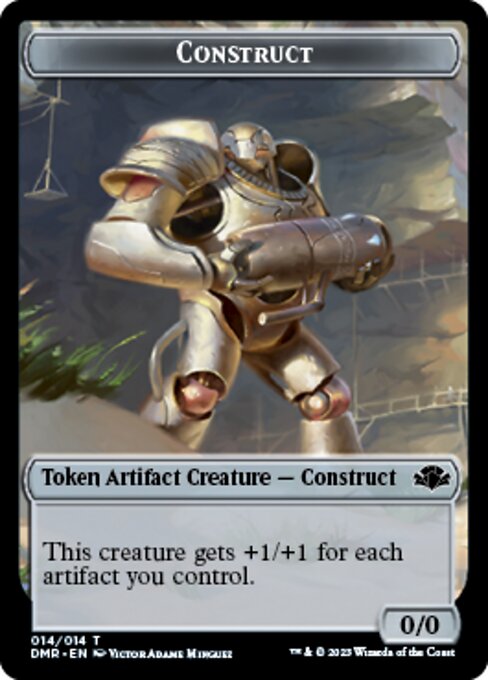 Construct
Token Artifact Creature — Construct
This creature gets +1/+1 for each
artifact you control.
0/0
014/014 T
DMR • EN Victor Adame Minguez
™ & © 2023 Wizards of the Coast